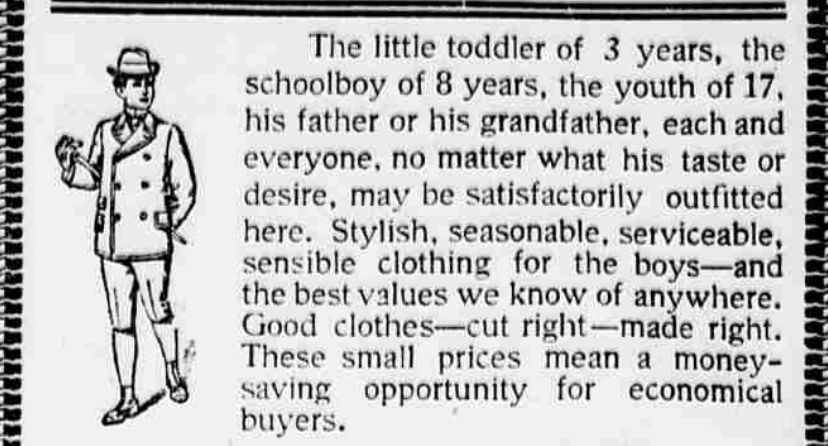 The little toddler of 3 years, the
schoolboy of 8 years, the youth of 17,
his father or his grandfather, each and
everyone, no matter what his taste or
desire, may be satisfactorily outfitted
here. Stylish, seasonable, serviceable,
sensible clothing for the boys—and
the best values we know of anywhere.
Good clothes—cut right—made right.
These small prices mean a money-
saving opportunity for economical
buyers.